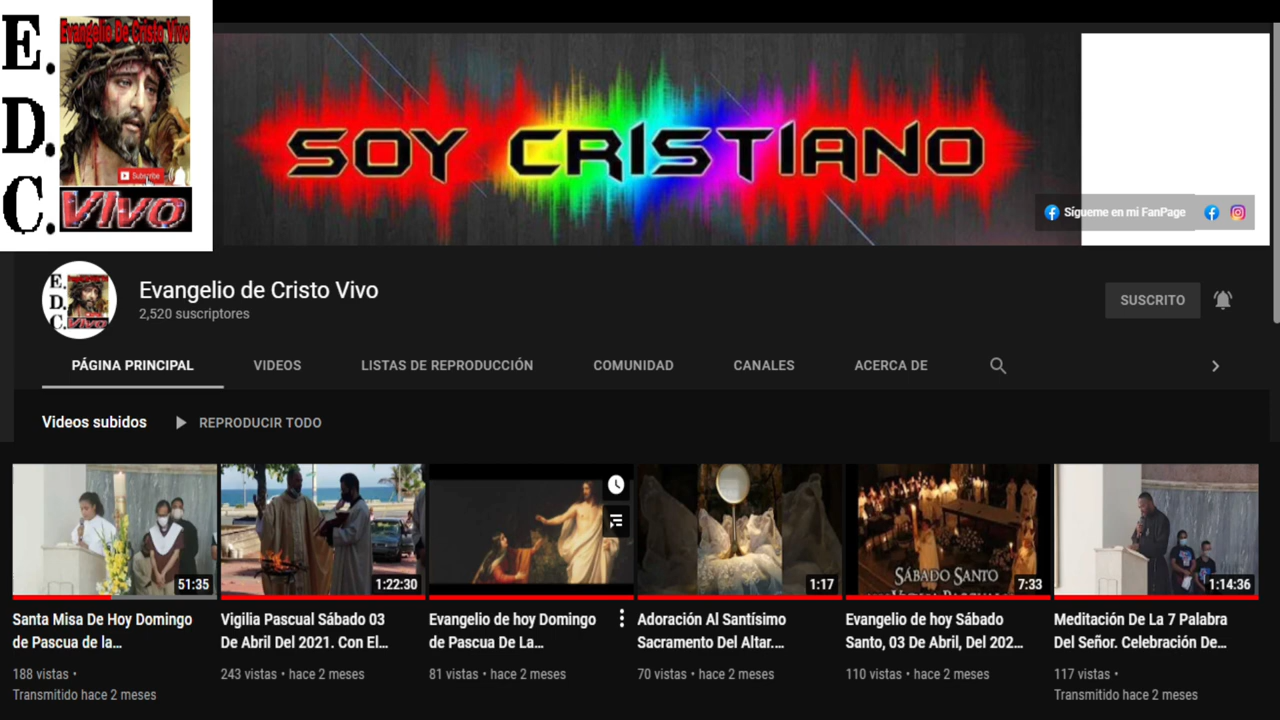 E.
D.
C.
Evangelio De Cristo Vivo
Subscribe
VIvo
SOY CRISTIANO
Sígueme en mi FanPage
E.
D.
C.
Evangelio de Cristo Vivo
2,520 suscriptores
SUSCRITO
PÁGINA PRINCIPAL
VIDEOS
LISTAS DE REPRODUCCIÓN
COMUNIDAD
CANALES
ACERCA DE
Videos subidos
REPRODUCIR TODO
51:35
1:22:30
1:17
SÁBADO SANTO
7:33
1:14:36
Santa Misa De Hoy Domingo
de Pascua de la...
188 vistas •
Transmitido hace 2 meses
Vigilia Pascual Sábado 03
De Abril Del 2021. Con El...
243 vistas • hace 2 meses
Evangelio de hoy Domingo
de Pascua De La...
81 vistas • hace 2 meses
Adoración Al Santísimo
Sacramento Del Altar....
70 vistas • hace 2 meses
Evangelio de hoy Sábado
Santo, 03 De Abril, Del 202...
110 vistas • hace 2 meses
Meditación De La 7 Palabra
Del Señor. Celebración De...
117 vistas •
Transmitido hace 2 meses